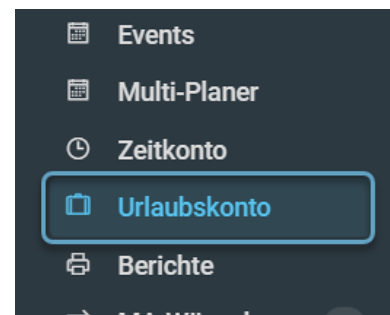 Events
Multi-Planer
Zeitkonto
Urlaubskonto
Berichte